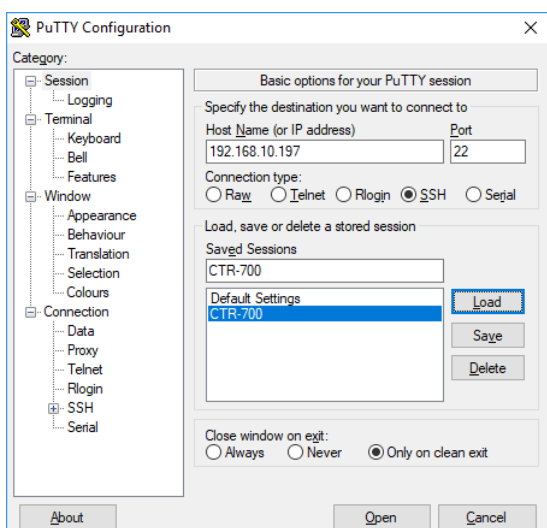 PuTTY Configuration
Category:
Session
Logging
Terminal
Keyboard
Bell
Features
Window
Appearance
Behaviour
Translation
Selection
Colours
Connection
Data
Proxy
Telnet
Rlogin
SSH
Serial
Basic options for your PuTTY session
Specify the destination you want to connect to
Host Name (or IP address) Port
192.168.10.197 22
Connection type:
Raw Telnet Rlogin SSH Serial
Load, save or delete a stored session
Saved Sessions
CTR-700
Default Settings
CTR-700
Load
Save
Delete
Close window on exit:
Always Never Only on clean exit
About Open Cancel